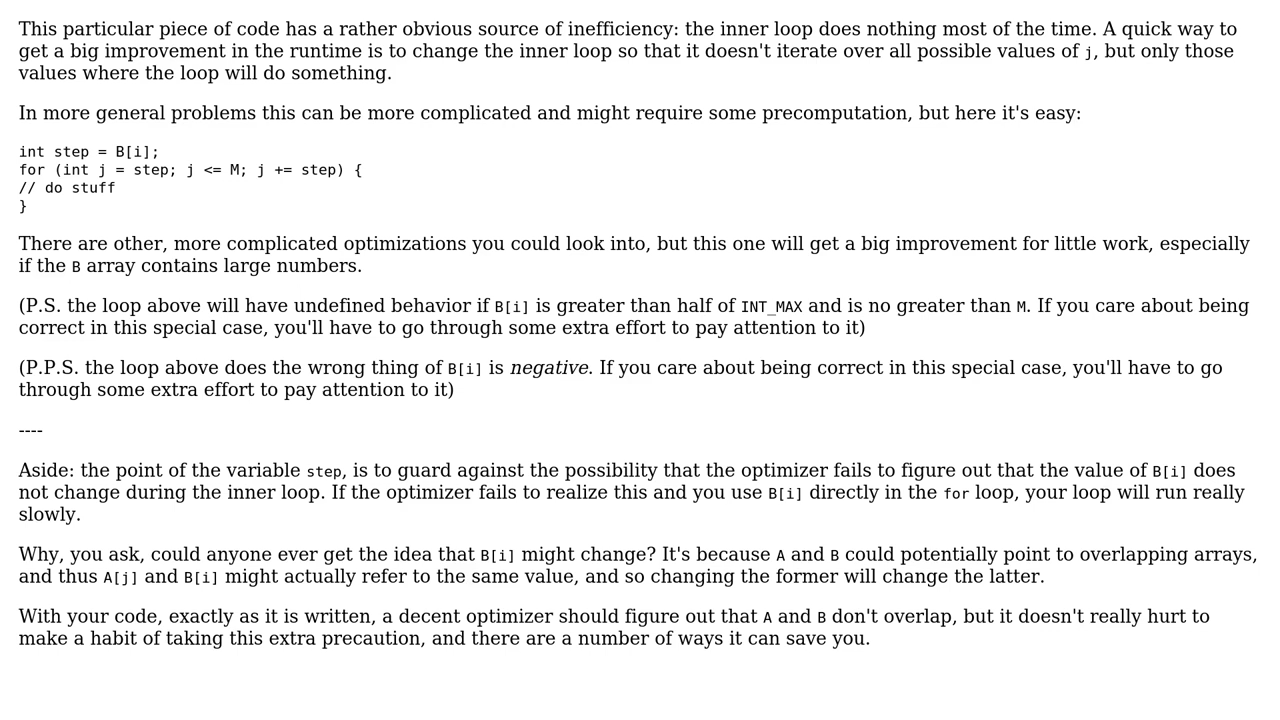 This particular piece of code has a rather obvious source of inefficiency: the inner loop does nothing most of the time. A quick way to
get a big improvement in the runtime is to change the inner loop so that it doesn't iterate over all possible values of j, but only those
values where the loop will do something.
In more general problems this can be more complicated and might require some precomputation, but here it's easy:
int step = B[i];
for (int j = step; j <= M; j += step) {
// do stuff
}
There are other, more complicated optimizations you could look into, but this one will get a big improvement for little work, especially
if the B array contains large numbers.
(P.S. the loop above will have undefined behavior if B[i] is greater than half of INT_MAX and is no greater than M. If you care about being
correct in this special case, you'll have to go through some extra effort to pay attention to it)
(P.P.S. the loop above does the wrong thing of B[i] is negative. If you care about being correct in this special case, you'll have to go
through some extra effort to pay attention to it)
----
Aside: the point of the variable step, is to guard against the possibility that the optimizer fails to figure out that the value of B[i] does
not change during the inner loop. If the optimizer fails to realize this and you use B[i] directly in the for loop, your loop will run really
slowly.
Why, you ask, could anyone ever get the idea that B[i] might change? It's because A and B could potentially point to overlapping arrays,
and thus A[j] and B[i] might actually refer to the same value, and so changing the former will change the latter.
With your code, exactly as it is written, a decent optimizer should figure out that A and B don't overlap, but it doesn't really hurt to
make a habit of taking this extra precaution, and there are a number of ways it can save you.